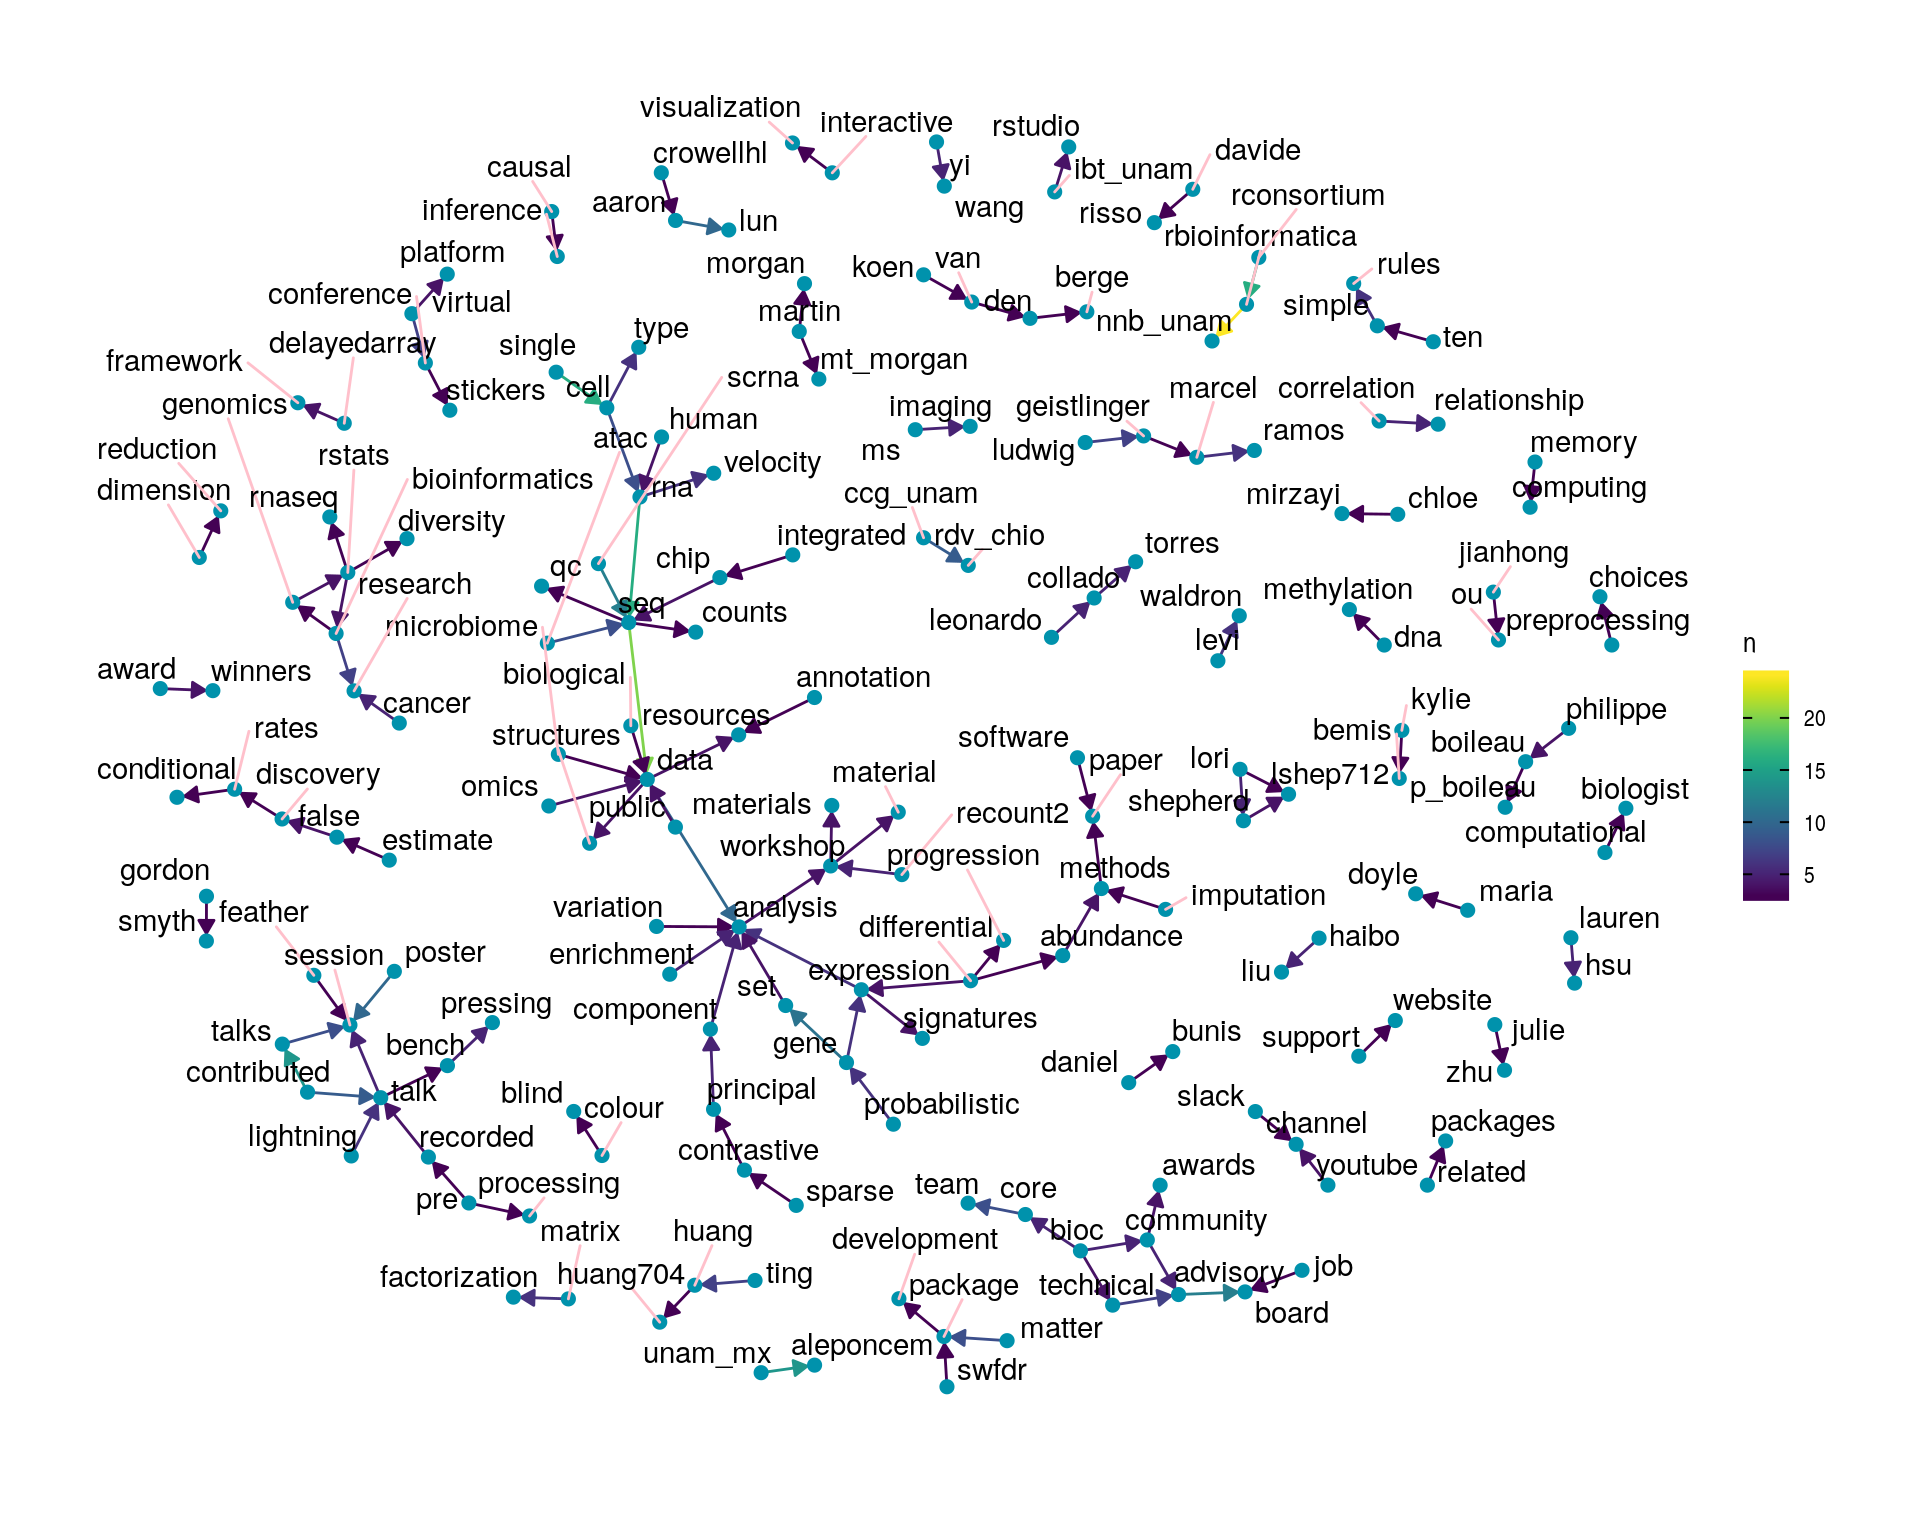 visualization
interactive
rstudio
crowellhl
yi
ibt_unam
davide
causal
rconsortium
inference
aaron
lun
wang
risso
rbioinformatica
platform
morgan
koen
van
berge
rules
conference
virtual
martin
den
nnb_unam
simple
ten
delayedarray
type
single
mt_morgan
framework
cell
scrna
stickers
marcel
correlation
genomics
human
imaging
geistlinger
relationship
reduction
rstats
atac
ms
ludwig
ramos
memory
dimension
rnaseq
bioinformatics
rna
velocity
ccg_unam
mirzayi
chloe
computing
diversity
integrated
rdv_chio
torres
jianhong
qc
chip
research
collado
waldron
methylation
ou
choices
microbiome
seq
counts
leonardo
levi
dna
preprocessing
n
award
winners
biological
annotation
cancer
kylie
philippe
rates
structures
resources
software
bemis
boileau
20
conditional
discovery
data
material
paper
lori
lshep712
15
omics
public
materials
shepherd
p_boileau
biologist
false
recount2
10
estimate
workshop
progression
methods
computational
gordon
doyle
5
smyth
feather
variation
analysis
imputation
maria
session
poster
enrichment
differential
abundance
haibo
lauren
pressing
set
expression
liu
hsu
talks
bench
component
signatures
bunis
website
contributed
talk
gene
daniel
support
julie
blind
colour
principal
probabilistic
zhu
lightning
recorded
slack
channel
packages
contrastive
pre
processing
sparse
team
core
awards
youtube
related
matrix
huang
development
bioc
community
factorization
huang704
ting
package
technical
advisory
job
unam_mx
aleponcem
matter
board
swfdr